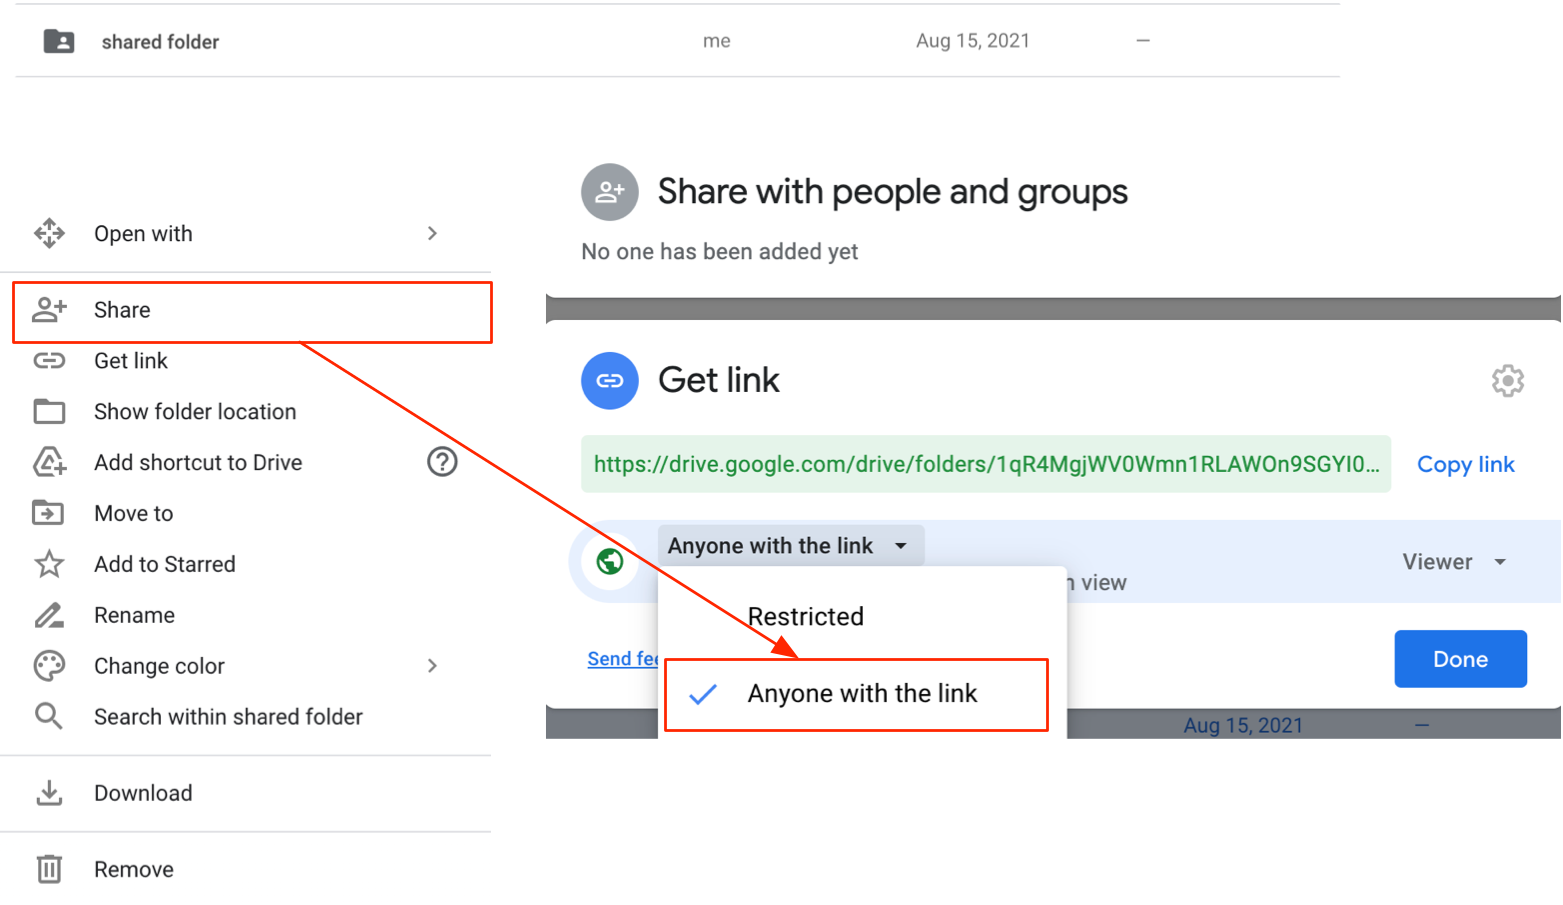 shared folder me Aug 15, 2021 –
Open with
Share
Get link
Show folder location
Add shortcut to Drive
Move to
Add to Starred
Rename
Change color
Search within shared folder
Download
Remove
Share with people and groups
No one has been added yet
Get link
https://drive.google.com/drive/folders/1qR4MgjWV0Wmn1RLAWOn9SGYI0... Copy link
Anyone with the link
Viewer
view
Restricted
Send fee
Done
Anyone with the link
Aug 15, 2021 –